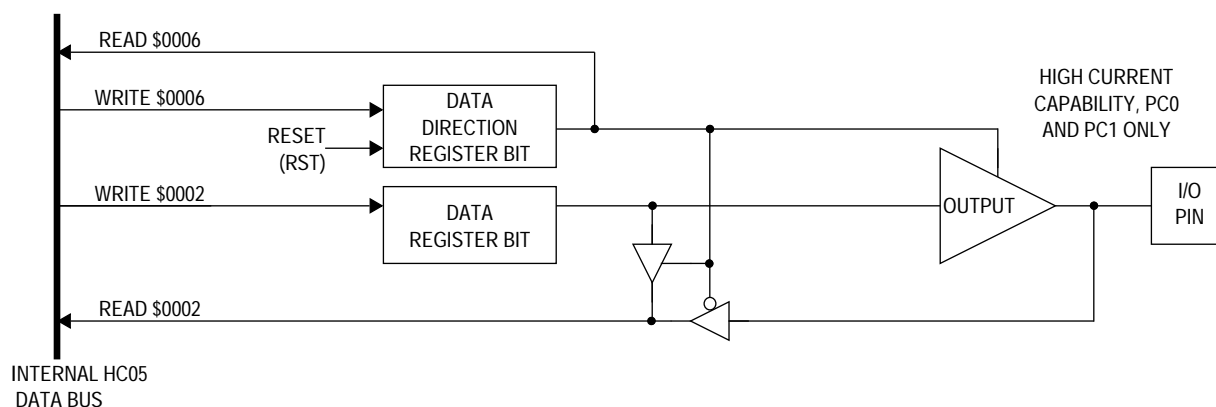 READ $0006
WRITE $0006
RESET
(RST)
DATA
DIRECTION
REGISTER BIT
HIGH CURRENT
CAPABILITY, PC0
AND PC1 ONLY
WRITE $0002
DATA
REGISTER BIT
OUTPUT
I/O
PIN
READ $0002
INTERNAL HC05
DATA BUS